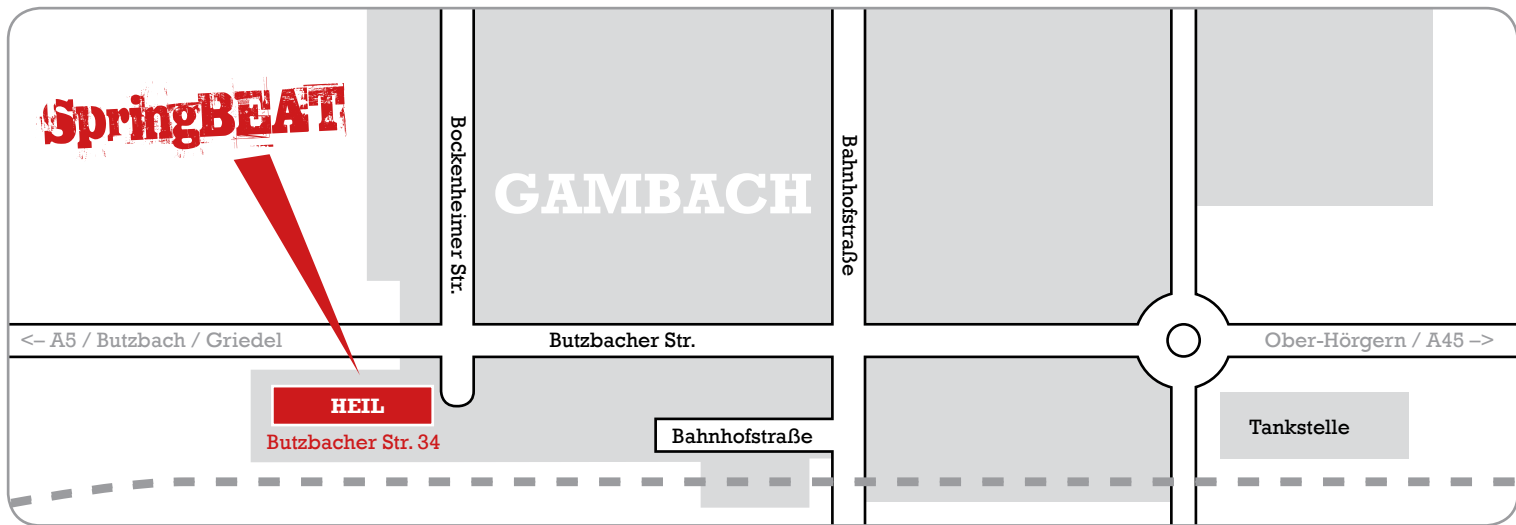 SpringBEAT
Bockenheimer Str.
GAMBACH
Bahnhofstraße
<– A5 / Butzbach / Griedel
Butzbacher Str.
Ober-Hörgern / A45 –>
HEIL
Butzbacher Str. 34
Bahnhofstraße
Tankstelle